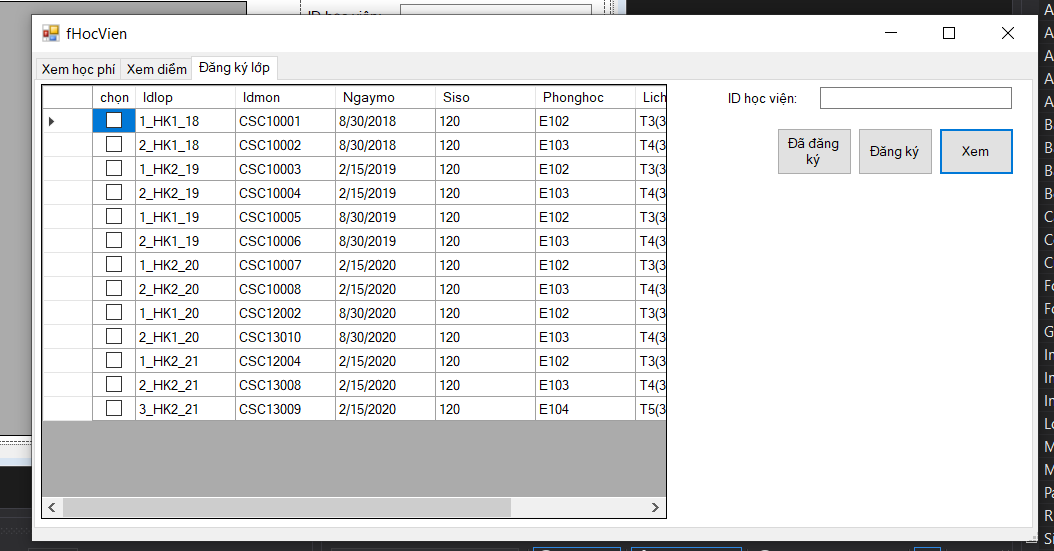 ID học viên:
fHocVien
Xem học phí Xem diểm Đăng ký lớp
chọn Idlop Idmon Ngaymo Siso Phonghoc Lich
1_HK1_18 CSC10001 8/30/2018 120 E102 T3(3
2_HK1_18 CSC10002 8/30/2018 120 E103 T4(3
1_HK2_19 CSC10003 2/15/2019 120 E102 T3(3
2_HK2_19 CSC10004 2/15/2019 120 E103 T4(3
1_HK1_19 CSC10005 8/30/2019 120 E102 T3(3
2_HK1_19 CSC10006 8/30/2019 120 E103 T4(3
1_HK2_20 CSC10007 2/15/2020 120 E102 T3(3
2_HK2_20 CSC10008 2/15/2020 120 E103 T4(3
1_HK1_20 CSC12002 8/30/2020 120 E102 T3(3
2_HK1_20 CSC13010 8/30/2020 120 E103 T4(3
1_HK2_21 CSC12004 2/15/2020 120 E102 T3(3
2_HK2_21 CSC13008 2/15/2020 120 E103 T4(3
3_HK2_21 CSC13009 2/15/2020 120 E104 T5(3
ID học viên:
Đã đăng
ký
Đăng ký
Xem